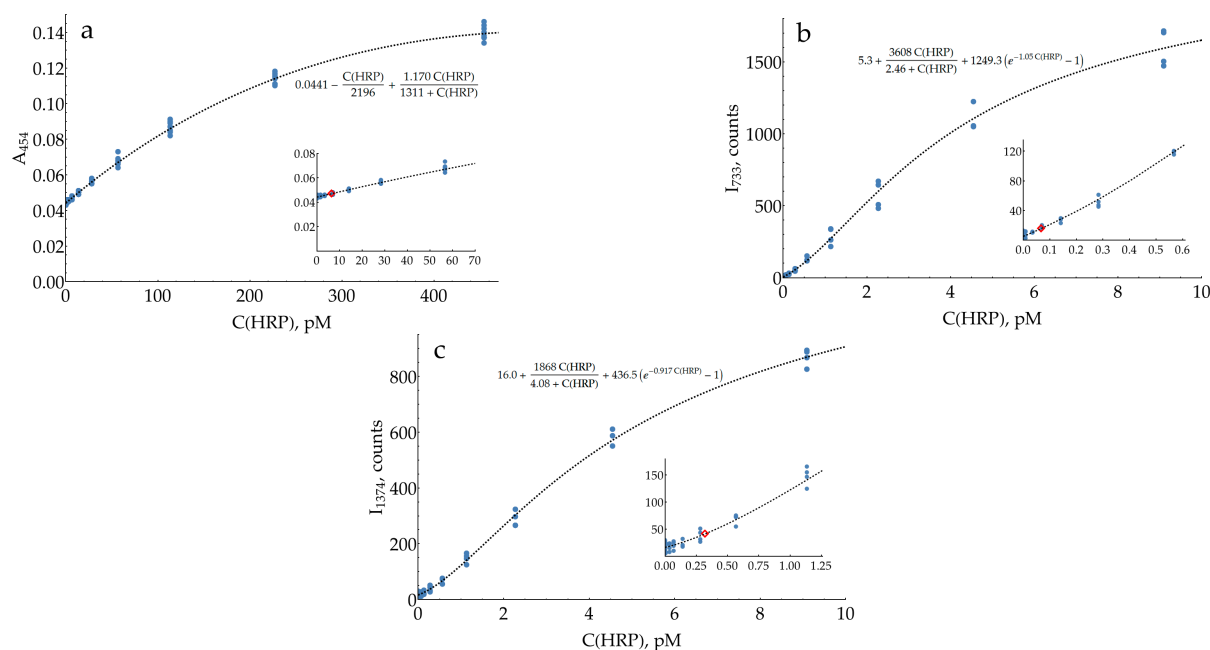 a
0.0441 − C(HRP)/2196 + 1.170 C(HRP)/(1311 + C(HRP))
A454
0.14
0.12
0.10
0.08
0.06
0.04
0.02
0.00
0 100 200 300 400
C(HRP), pM
0.08
0.06
0.04
0.02
0 10 20 30 40 50 60 70
b
5.3 + 3608 C(HRP)/(2.46 + C(HRP)) + 1249.3 (e^−1.05 C(HRP) − 1)
I733, counts
1500
1000
500
0
0 2 4 6 8 10
C(HRP), pM
120
80
40
0
0.0 0.1 0.2 0.3 0.4 0.5 0.6
c
16.0 + 1868 C(HRP)/(4.08 + C(HRP)) + 436.5 (e^−0.917 C(HRP) − 1)
I1374, counts
800
600
400
200
0
0 2 4 6 8 10
C(HRP), pM
150
100
50
0.00 0.25 0.50 0.75 1.00 1.25